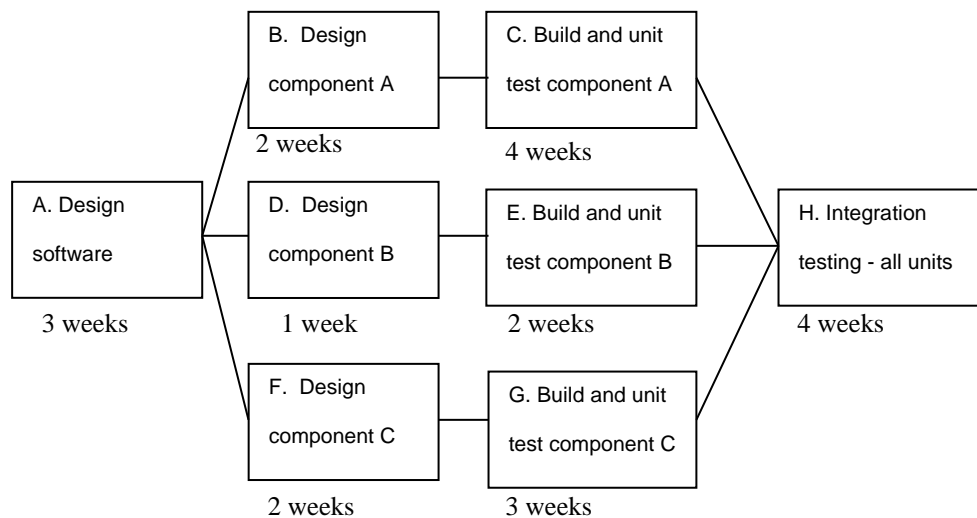 B.  Design
component A
2 weeks
C. Build and unit
test component A
4 weeks
A. Design
software
3 weeks
D.  Design
component B
1 week
E. Build and unit
test component B
2 weeks
H. Integration
testing - all units
4 weeks
F.  Design
component C
2 weeks
G. Build and unit
test component C
3 weeks